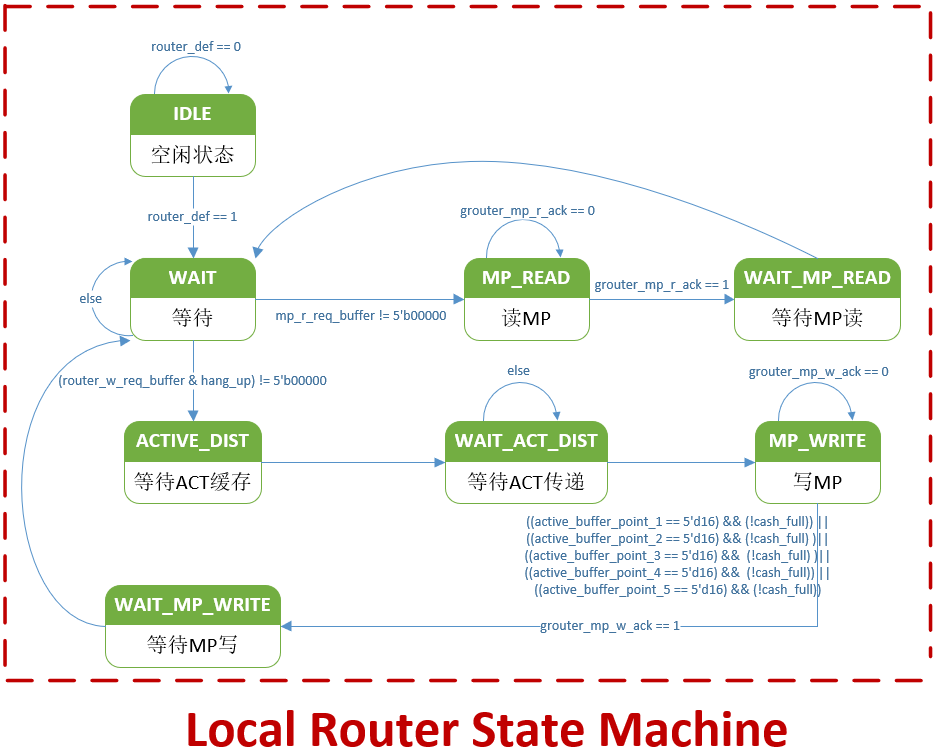 router_def == 0
IDLE
空闲状态
router_def == 1
WAIT
等待
else
mp_r_req_buffer != 5'b00000
grouter_mp_r_ack == 0
MP_READ
读MP
grouter_mp_r_ack == 1
WAIT_MP_READ
等待MP读
(router_w_req_buffer & hang_up) != 5'b00000
ACTIVE_DIST
等待ACT缓存
else
WAIT_ACT_DIST
等待ACT传递
grouter_mp_w_ack == 0
MP_WRITE
写MP
((active_buffer_point_1 == 5'd16) && (!cash_full)) ||
((active_buffer_point_2 == 5'd16) && (!cash_full) )||
((active_buffer_point_3 == 5'd16) && (!cash_full) )||
((active_buffer_point_4 == 5'd16) && (!cash_full)) ||
((active_buffer_point_5 == 5'd16) && (!cash_full))
WAIT_MP_WRITE
等待MP写
grouter_mp_w_ack == 1
Local Router State Machine